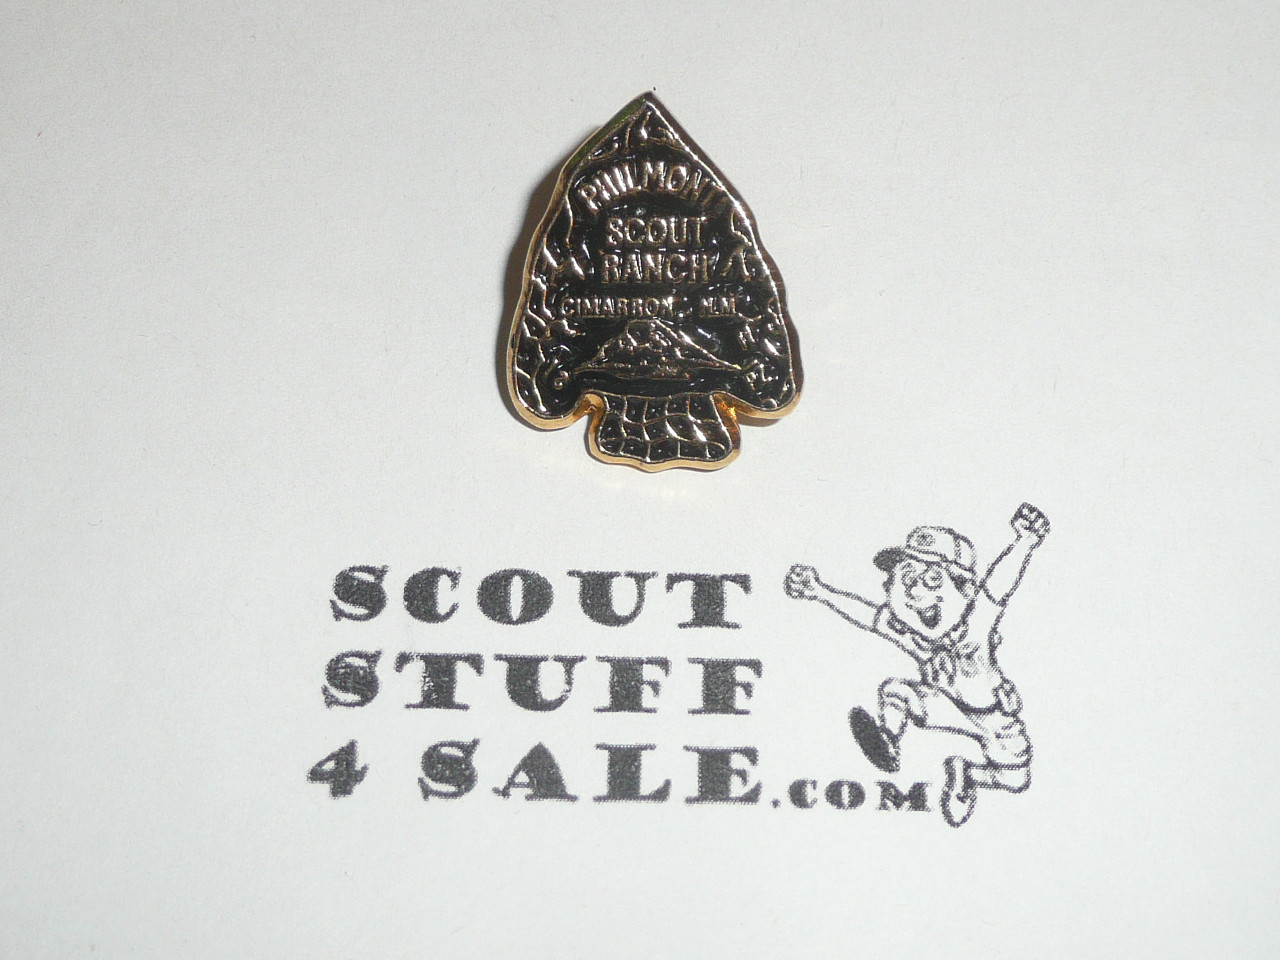 PHILMONT
SCOUT
RANCH
CIMARRON, N.M.
SCOUT
STUFF
4 SALE.COM